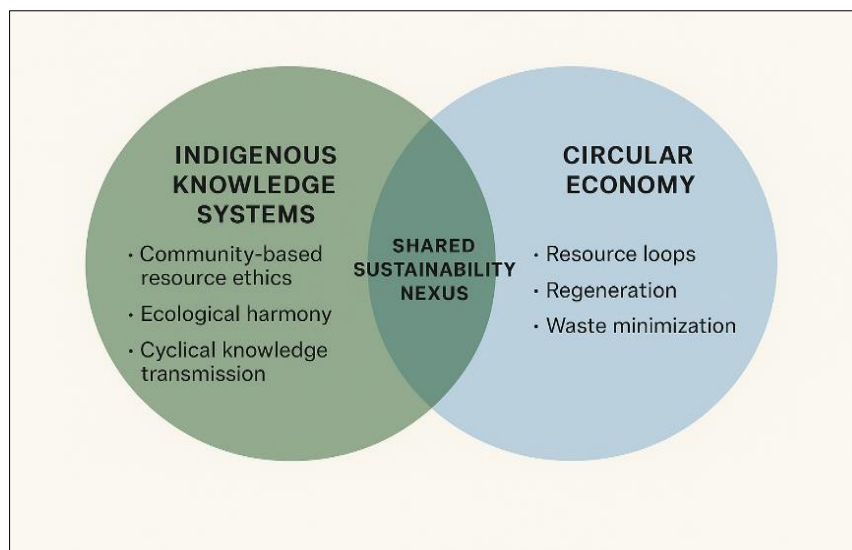 INDIGENOUS
KNOWLEDGE
SYSTEMS
· Community-based
resource ethics
· Ecological harmony
· Cyclical knowledge
transmission
SHARED
SUSTAINABILITY
NEXUS
CIRCULAR
ECONOMY
· Resource loops
· Regeneration
· Waste minimization